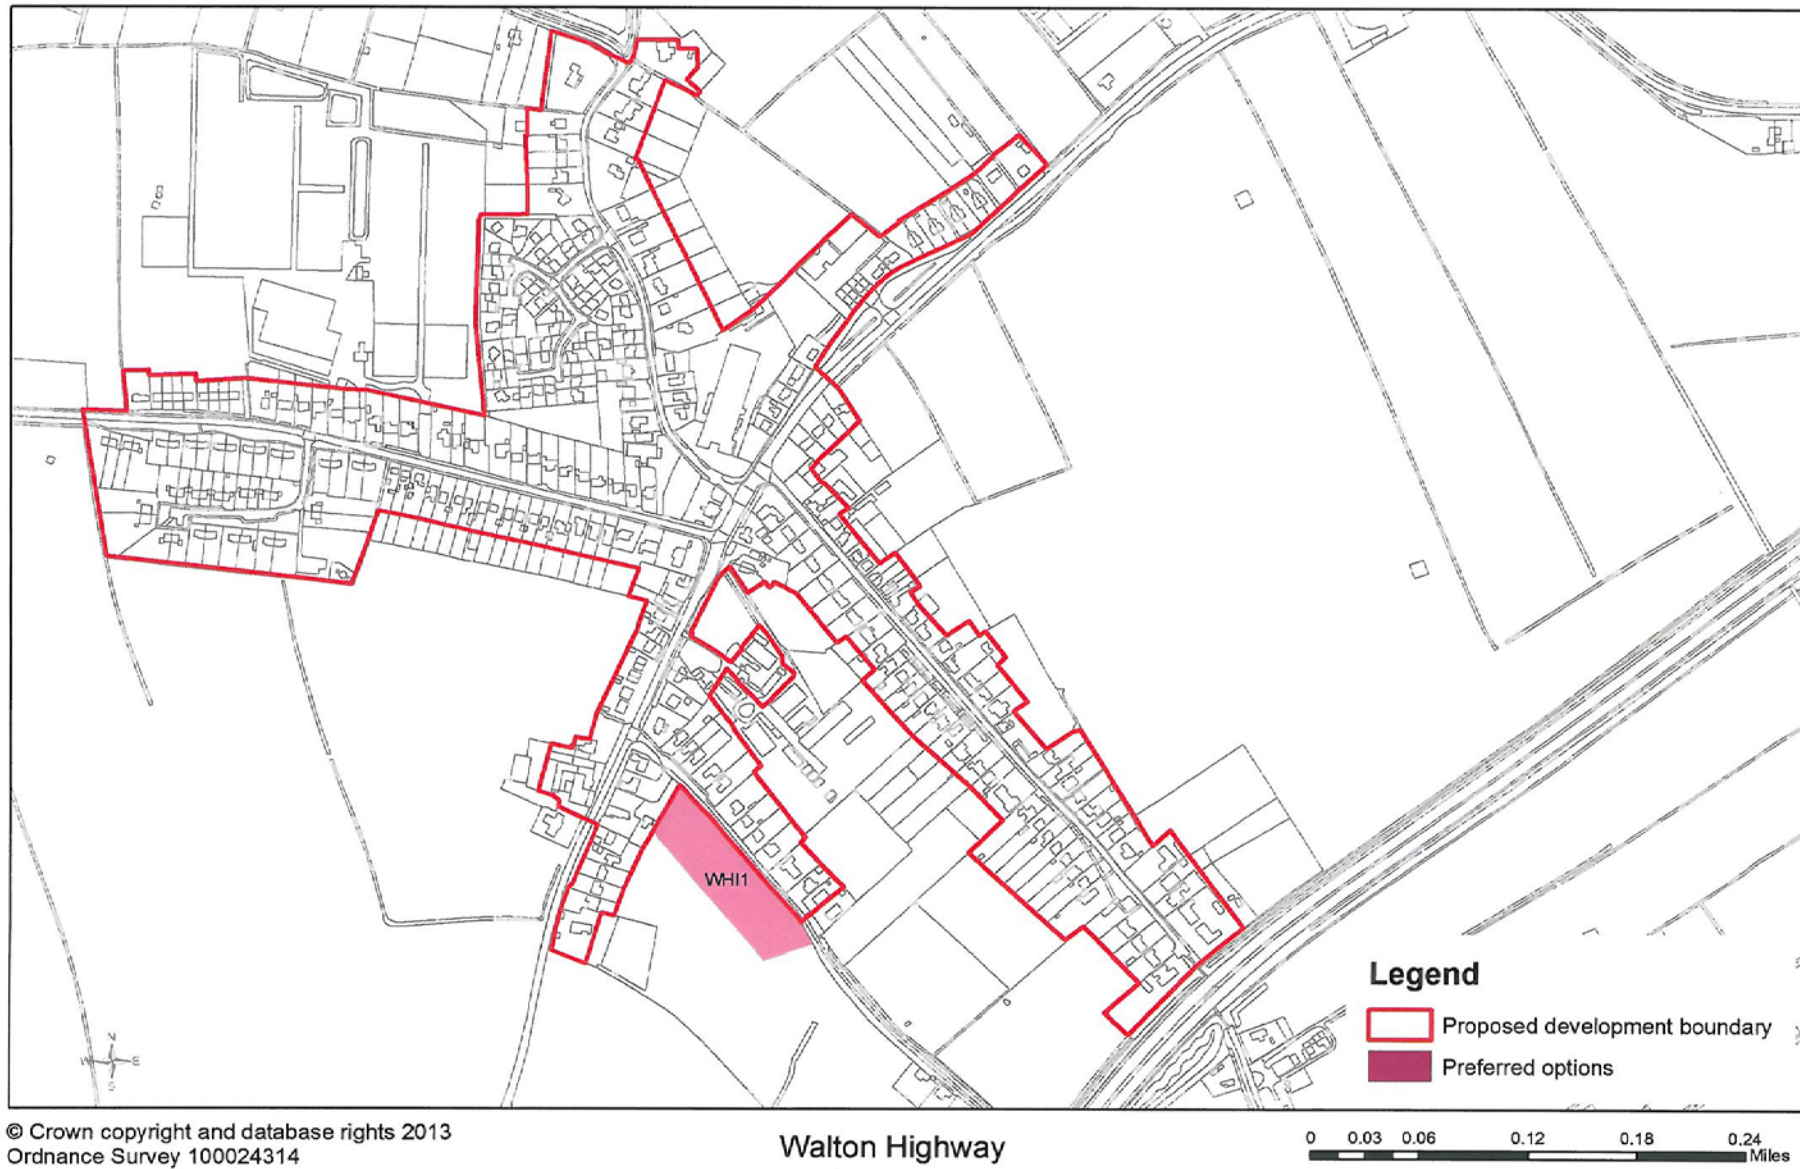 WHI1
N
W E
S
Legend
Proposed development boundary
Preferred options
© Crown copyright and database rights 2013
Ordnance Survey 100024314
Walton Highway
0 0.03 0.06 0.12 0.18 0.24
Miles